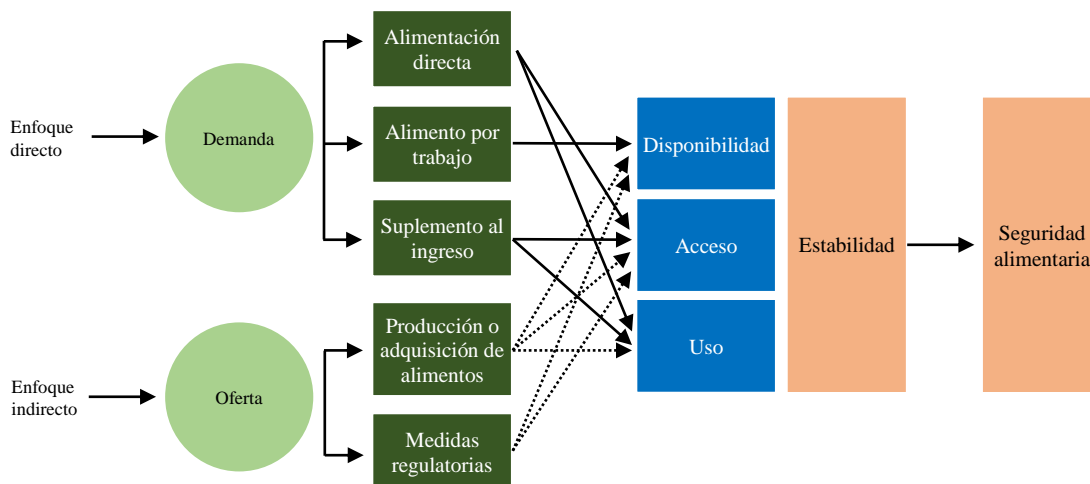 Enfoque
directo
Demanda
Alimentación
directa
Alimento por
trabajo
Suplemento al
ingreso
Enfoque
indirecto
Oferta
Producción o
adquisición de
alimentos
Medidas
regulatorias
Disponibilidad
Acceso
Uso
Estabilidad
Seguridad
alimentaria